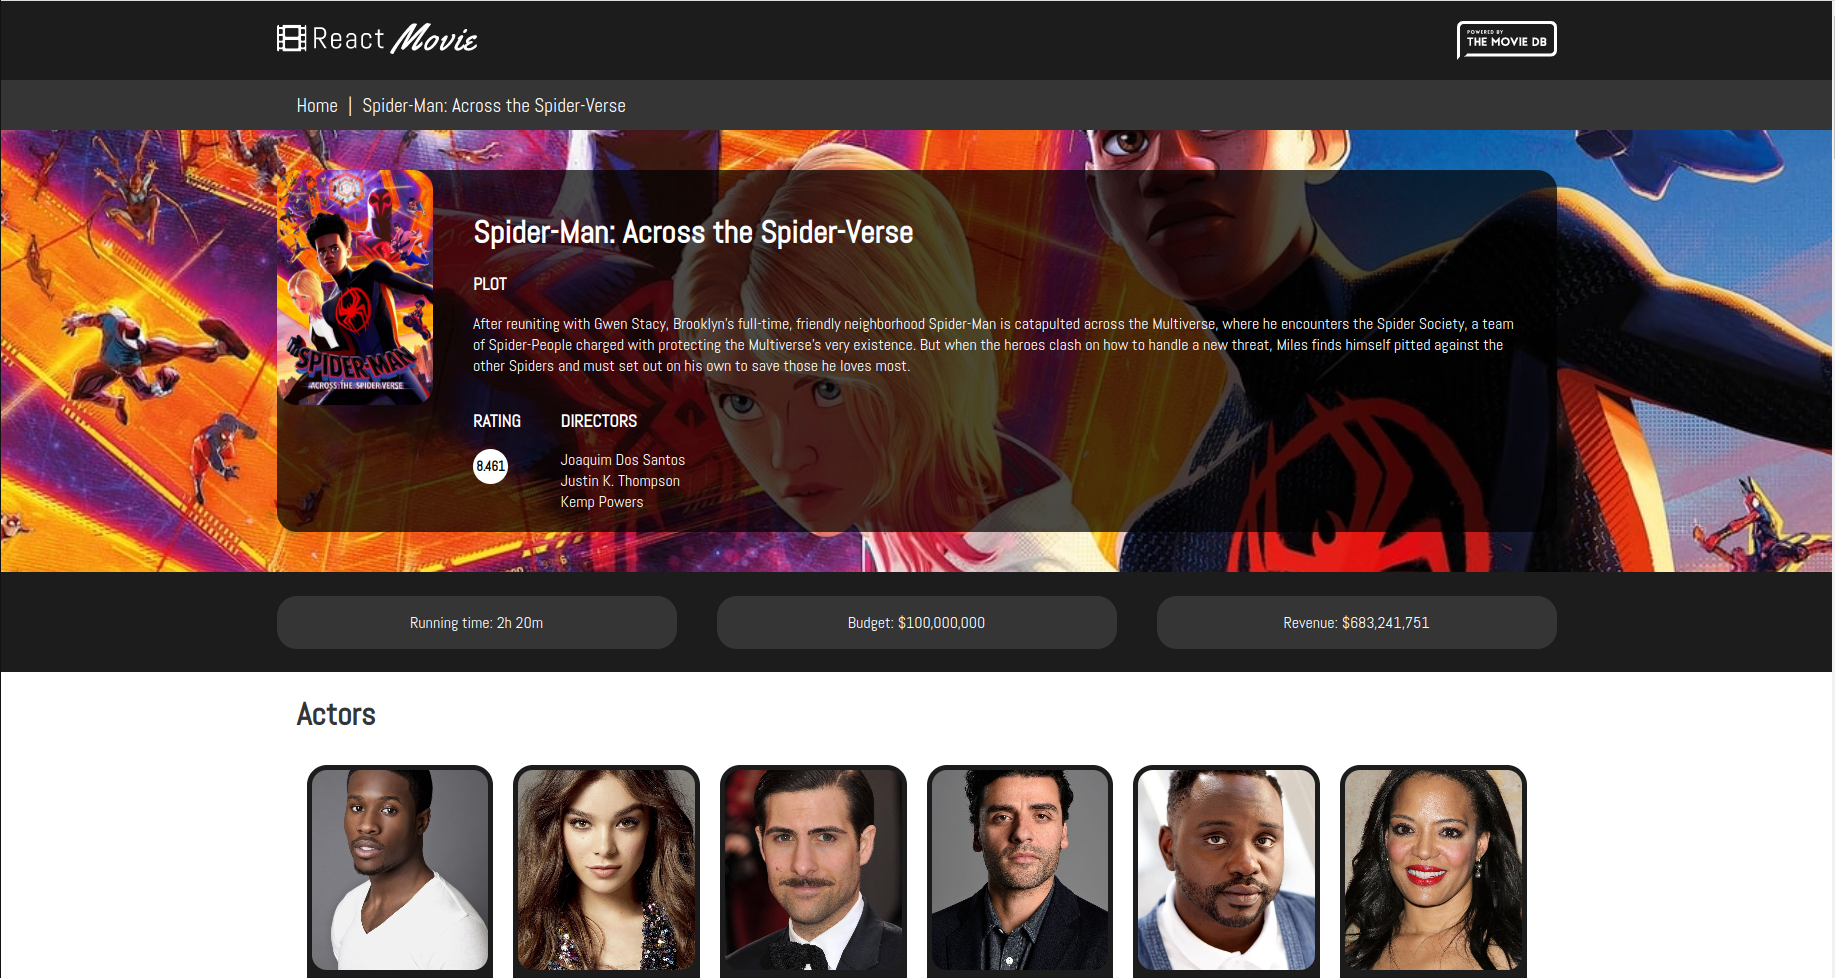 React Movie
POWERED BY
THE MOVIE DB
Home | Spider-Man: Across the Spider-Verse
SPIDER-MAN
ACROSS THE SPIDER-VERSE
Spider-Man: Across the Spider-Verse
PLOT
After reuniting with Gwen Stacy, Brooklyn's full-time, friendly neighborhood Spider-Man is catapulted across the Multiverse, where he encounters the Spider Society, a team
of Spider-People charged with protecting the Multiverse's very existence. But when the heroes clash on how to handle a new threat, Miles finds himself pitted against the
other Spiders and must set out on his own to save those he loves most.
RATING
8.461
DIRECTORS
Joaquim Dos Santos
Justin K. Thompson
Kemp Powers
Running time: 2h 20m
Budget: $100,000,000
Revenue: $683,241,751
Actors